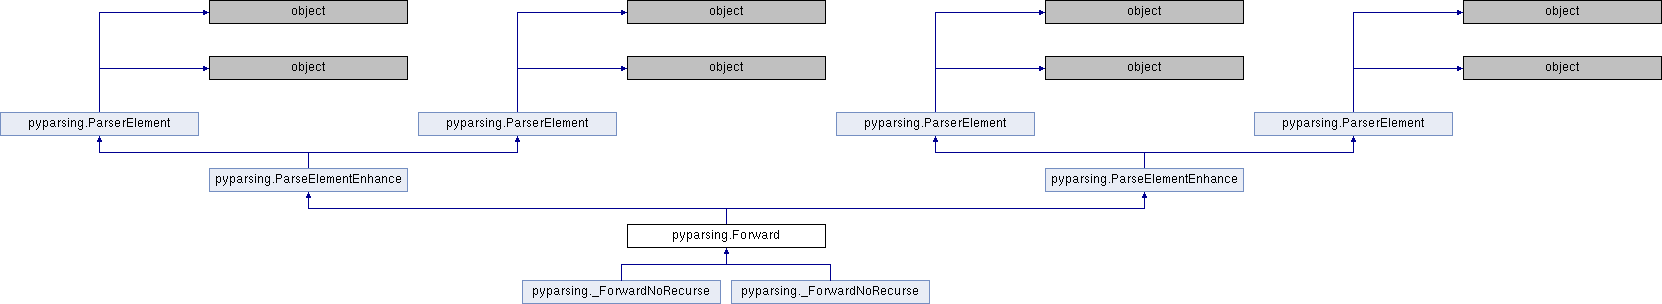 object object object object
object object object object
pyparsing.ParserElement pyparsing.ParserElement pyparsing.ParserElement pyparsing.ParserElement
pyparsing.ParseElementEnhance pyparsing.ParseElementEnhance
pyparsing.Forward
pyparsing._ForwardNoRecurse pyparsing._ForwardNoRecurse